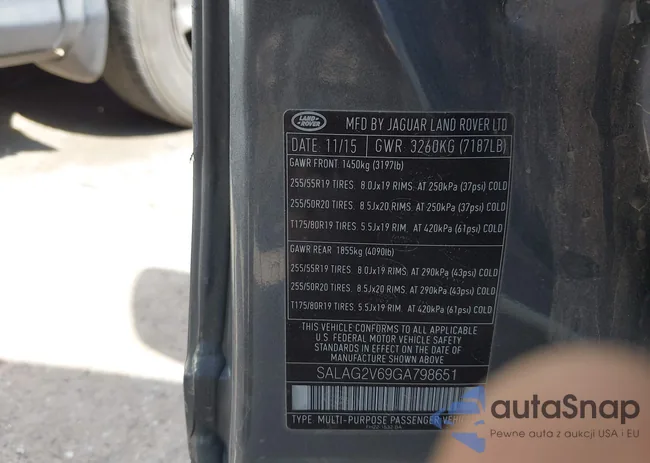 LAND ROVER MFD BY JAGUAR LAND ROVER LTD
DATE 11/15 GWR 3260KG (7187LB)
GAWR FRONT 1450kg (3197lb)
255/55R19 TIRES. 8.0Jx19 RIMS. AT 250kPa (37psi) COLD
255/50R20 TIRES. 8.5Jx20 RIMS. AT 250kPa (37psi) COLD
T175/80R19 TIRES. 5.5Jx19 RIM. AT 420kPa (61psi) COLD
GAWR REAR 1855kg (4090lb)
255/55R19 TIRES. 8.0Jx19 RIMS. AT 290kPa (43psi) COLD
255/50R20 TIRES. 8.5Jx20 RIMS. AT 290kPa (43psi) COLD
T175/80R19 TIRES. 5.5Jx19 RIM. AT 420kPa (61psi) COLD
THIS VEHICLE CONFORMS TO ALL APPLICABLE
U.S. FEDERAL MOTOR VEHICLE SAFETY
STANDARDS IN EFFECT ON THE DATE OF
MANUFACTURE SHOWN ABOVE
SALAG2V69GA798651
TYPE MULTI-PURPOSE PASSENGER
autaSnap
Pewne auta z aukcji USA i EU